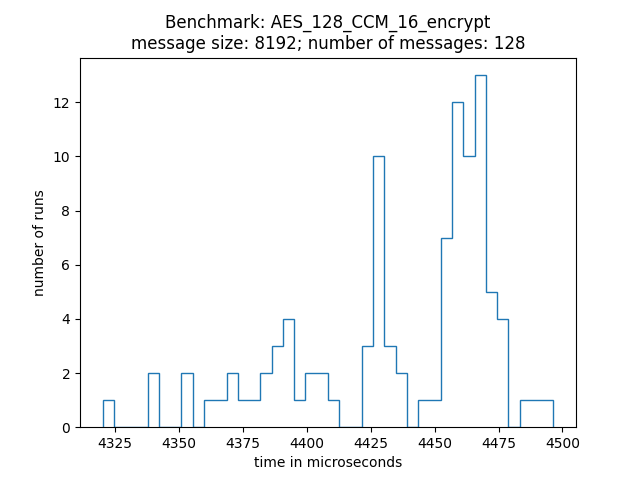 Benchmark: AES_128_CCM_16_encrypt
message size: 8192; number of messages: 128
12
10
8
6
4
2
0
number of runs
4325 4350 4375 4400 4425 4450 4475 4500
time in microseconds